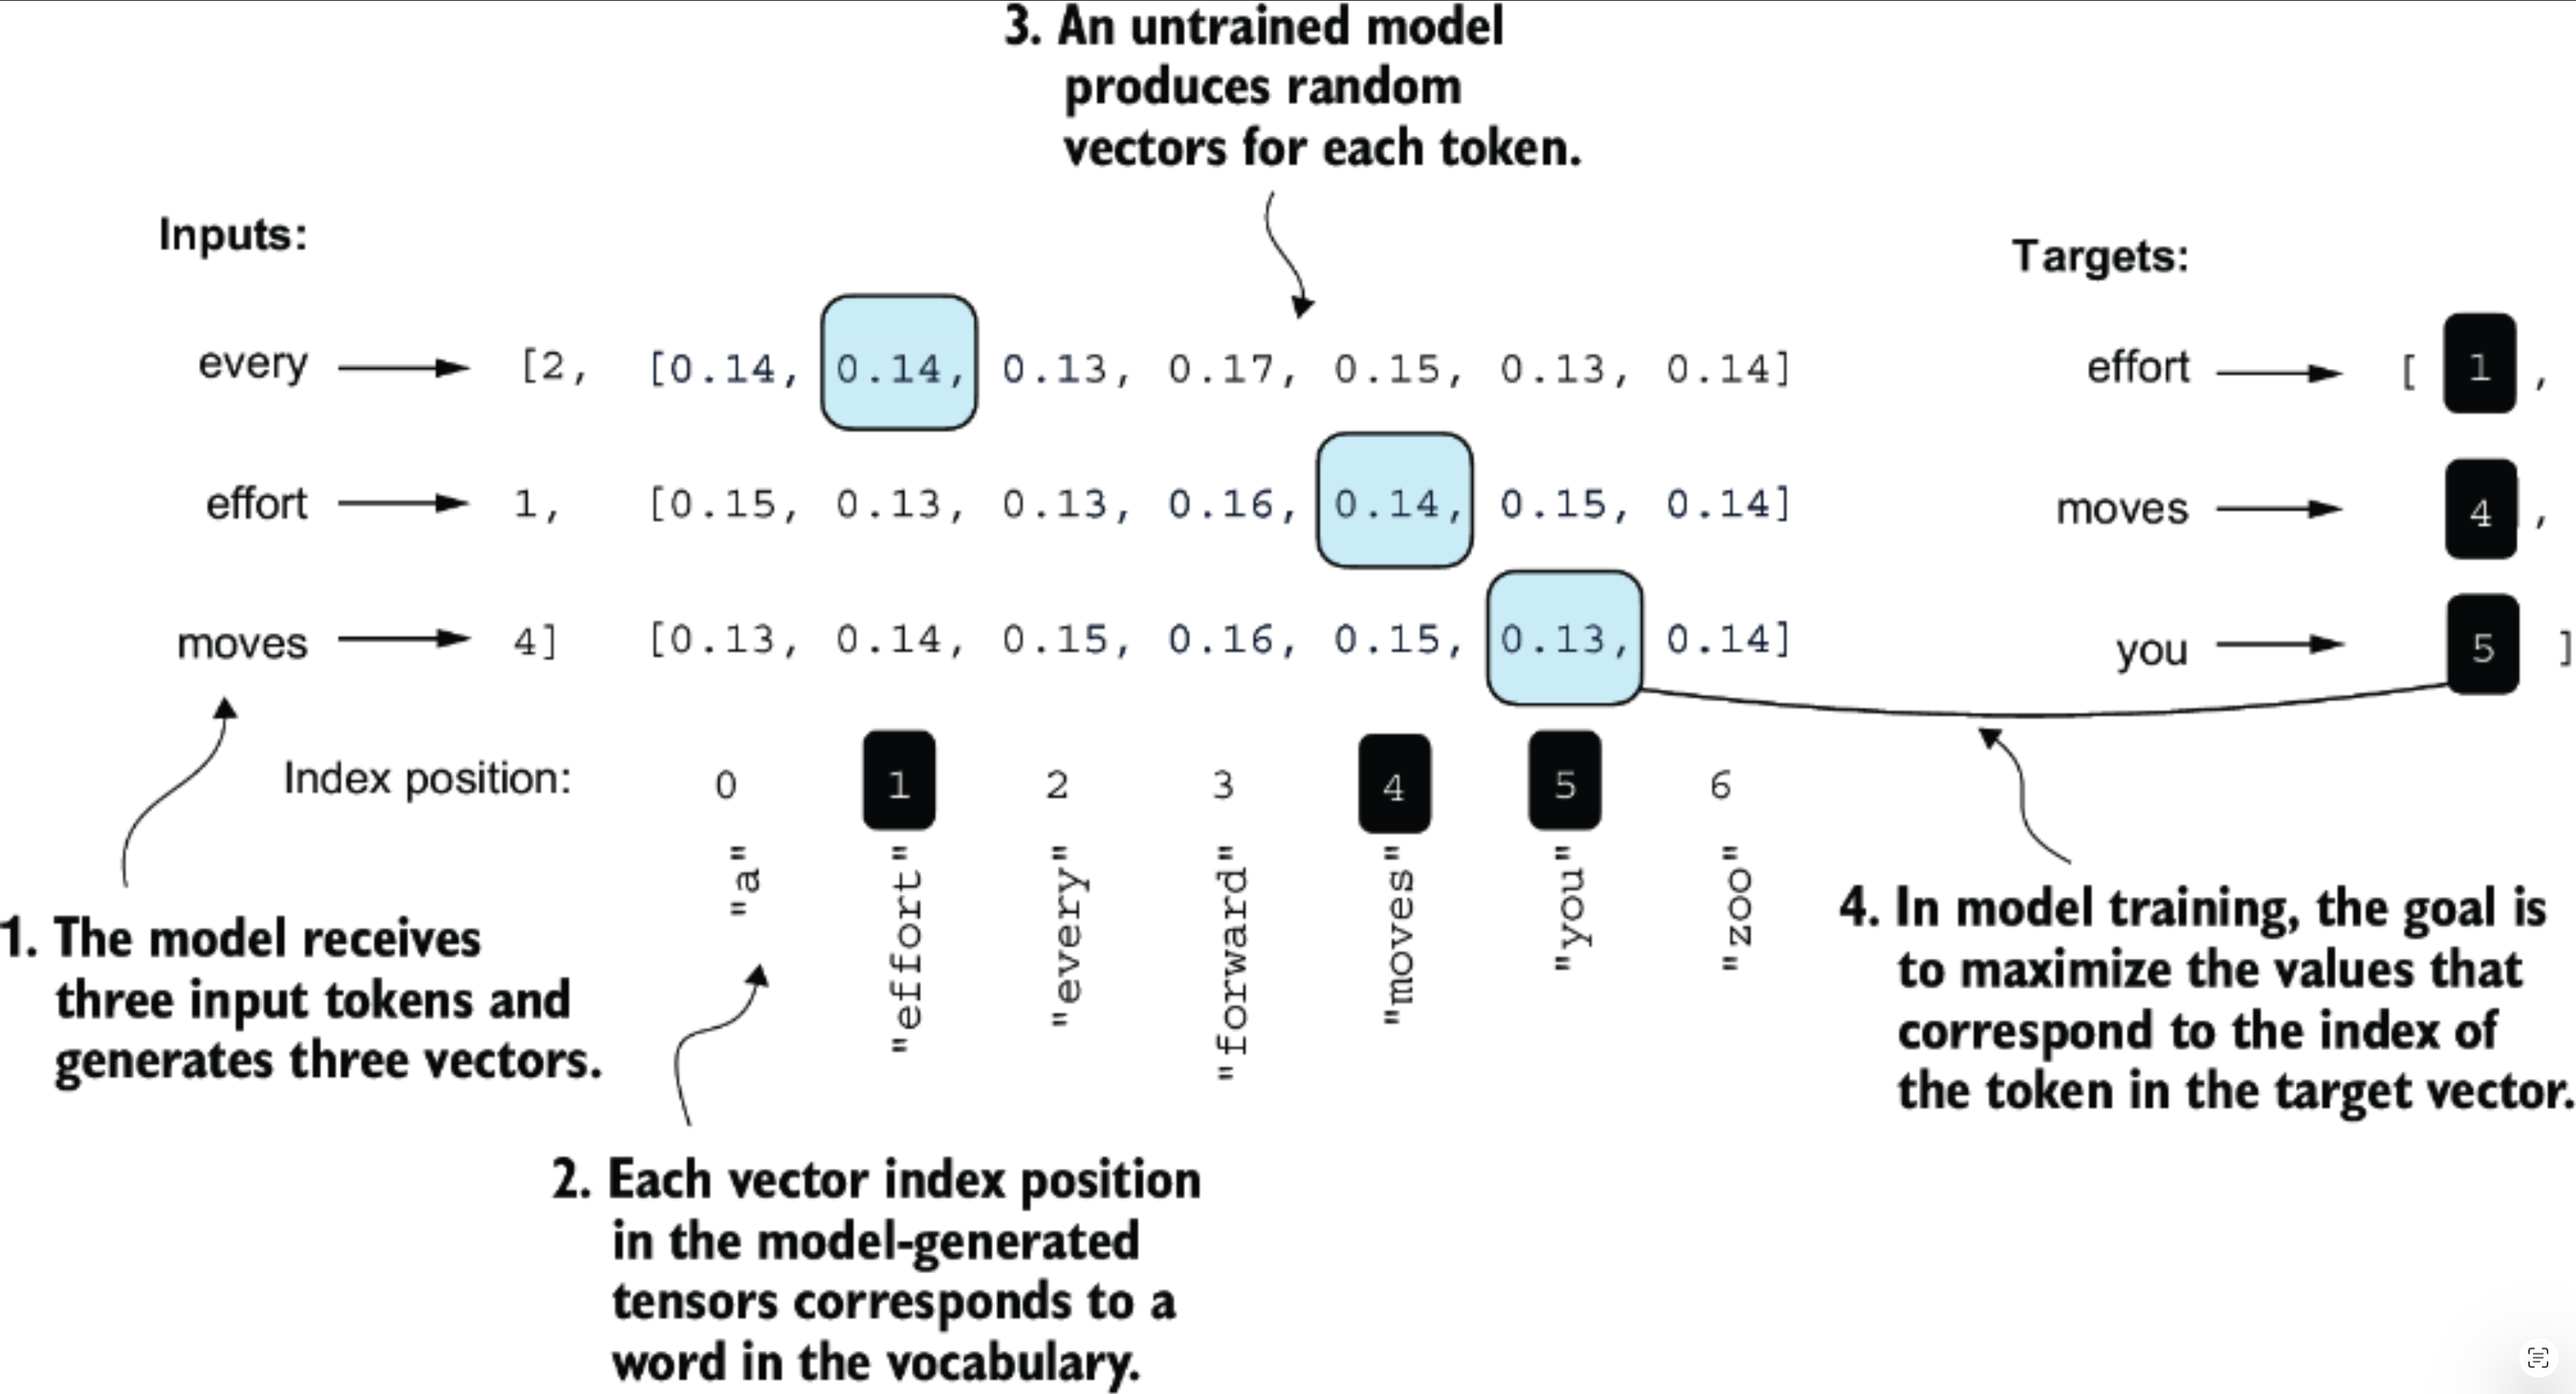 3. An untrained model
produces random
vectors for each token.
Inputs:
Targets:
every [2, [0.14, 0.14, 0.13, 0.17, 0.15, 0.13, 0.14] effort [ 1 ,
effort 1, [0.15, 0.13, 0.13, 0.16, 0.14, 0.15, 0.14] moves 4 ,
moves 4] [0.13, 0.14, 0.15, 0.16, 0.15, 0.13, 0.14] you 5 ]
Index position: 0 1 2 3 4 5 6
"a" "effort" "every" "forward" "moves" "you" "zoo"
1. The model receives
three input tokens and
generates three vectors.
2. Each vector index position
in the model-generated
tensors corresponds to a
word in the vocabulary.
4. In model training, the goal is
to maximize the values that
correspond to the index of
the token in the target vector.